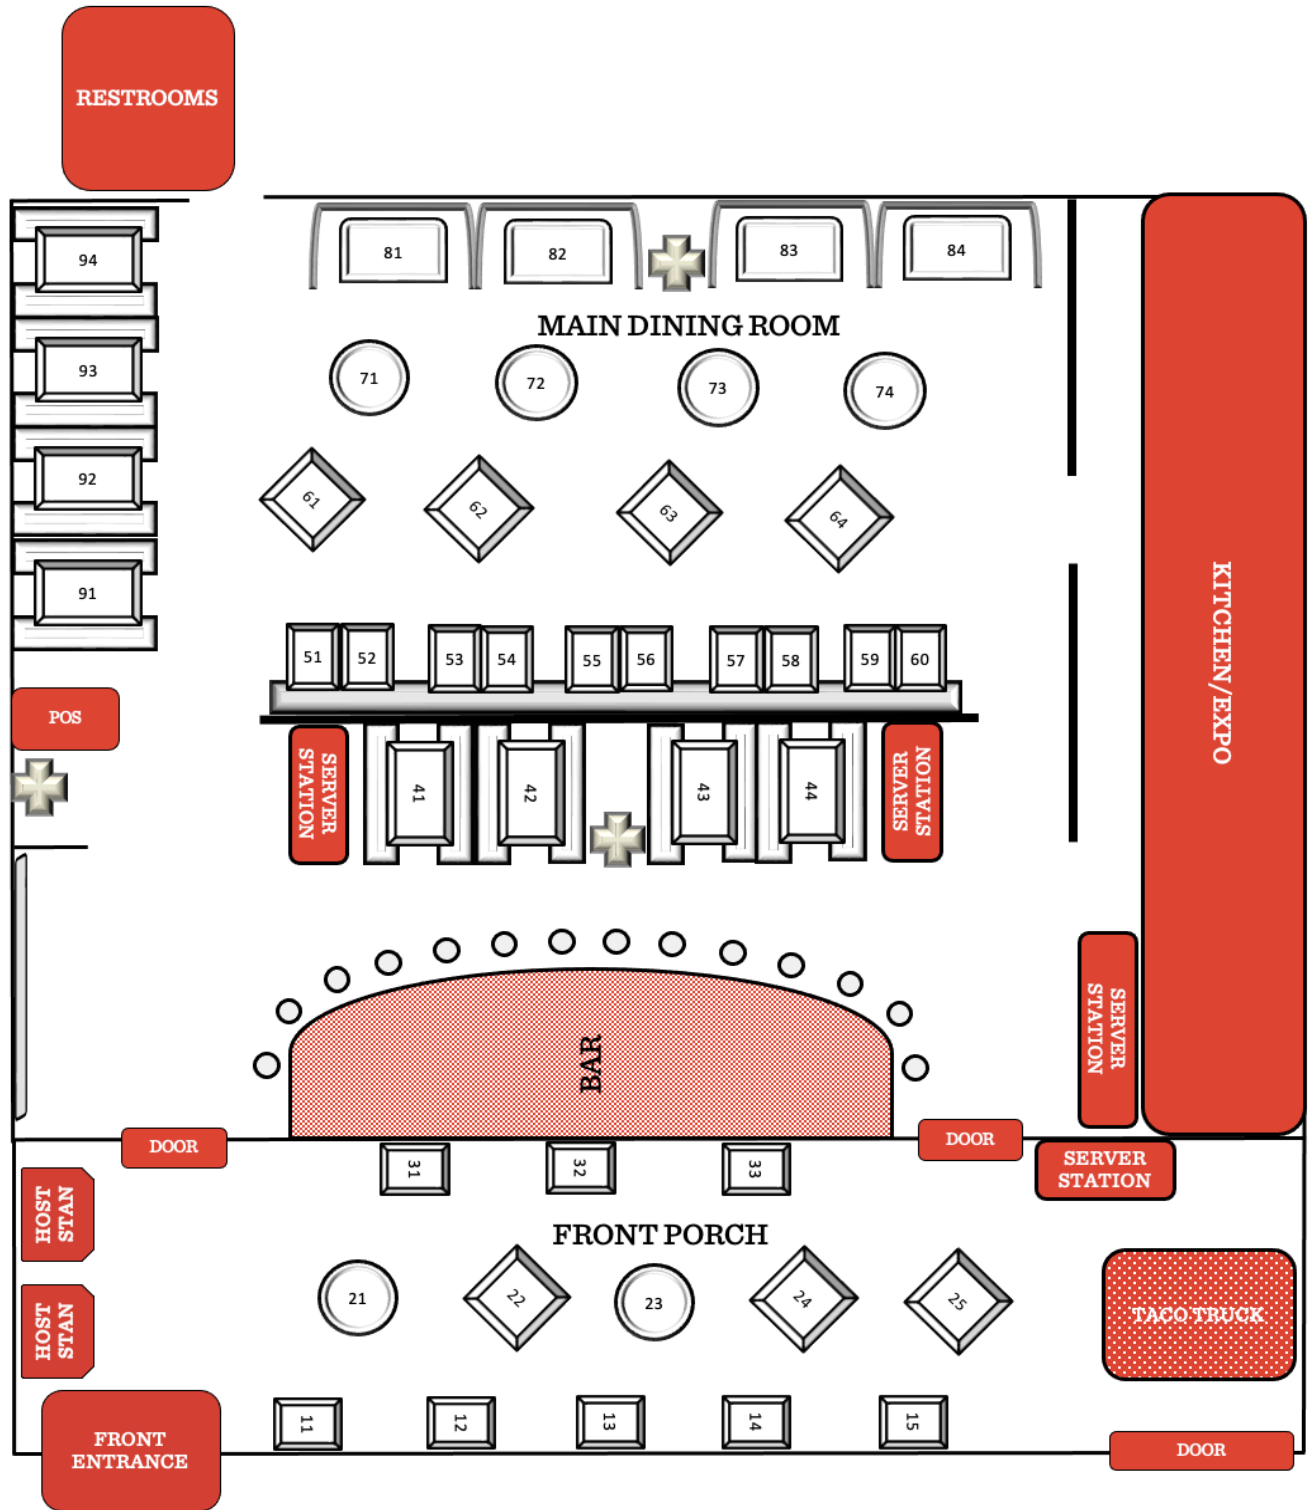 RESTROOMS
94
81
82
83
84
MAIN DINING ROOM
93
71
72
73
74
92
61
62
63
64
91
KITCHEN/EXPO
51
52
53
54
55
56
57
58
59
60
POS
SERVER
STATION
41
42
43
44
SERVER
STATION
BAR
SERVER
STATION
DOOR
DOOR
31
32
33
SERVER
STATION
HOST
STAN
FRONT PORCH
21
22
23
24
25
TACO TRUCK
HOST
STAN
11
12
13
14
15
FRONT
ENTRANCE
DOOR